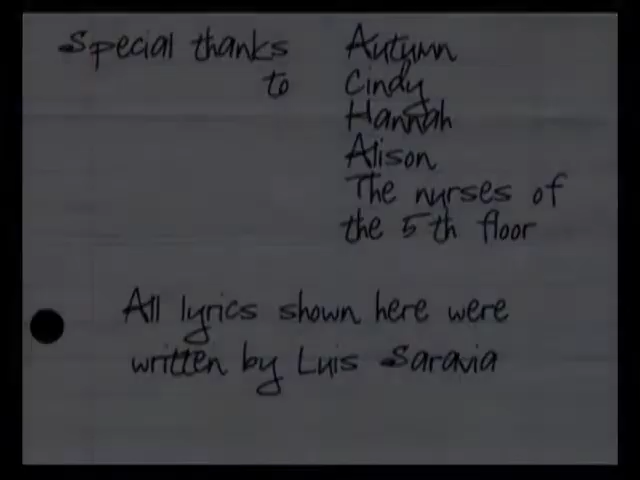 Special thanks to
Autumn
Cindy
Hannah
Alison
The nurses of
the 5th floor
All lyrics shown here were
written by Luis Saravia